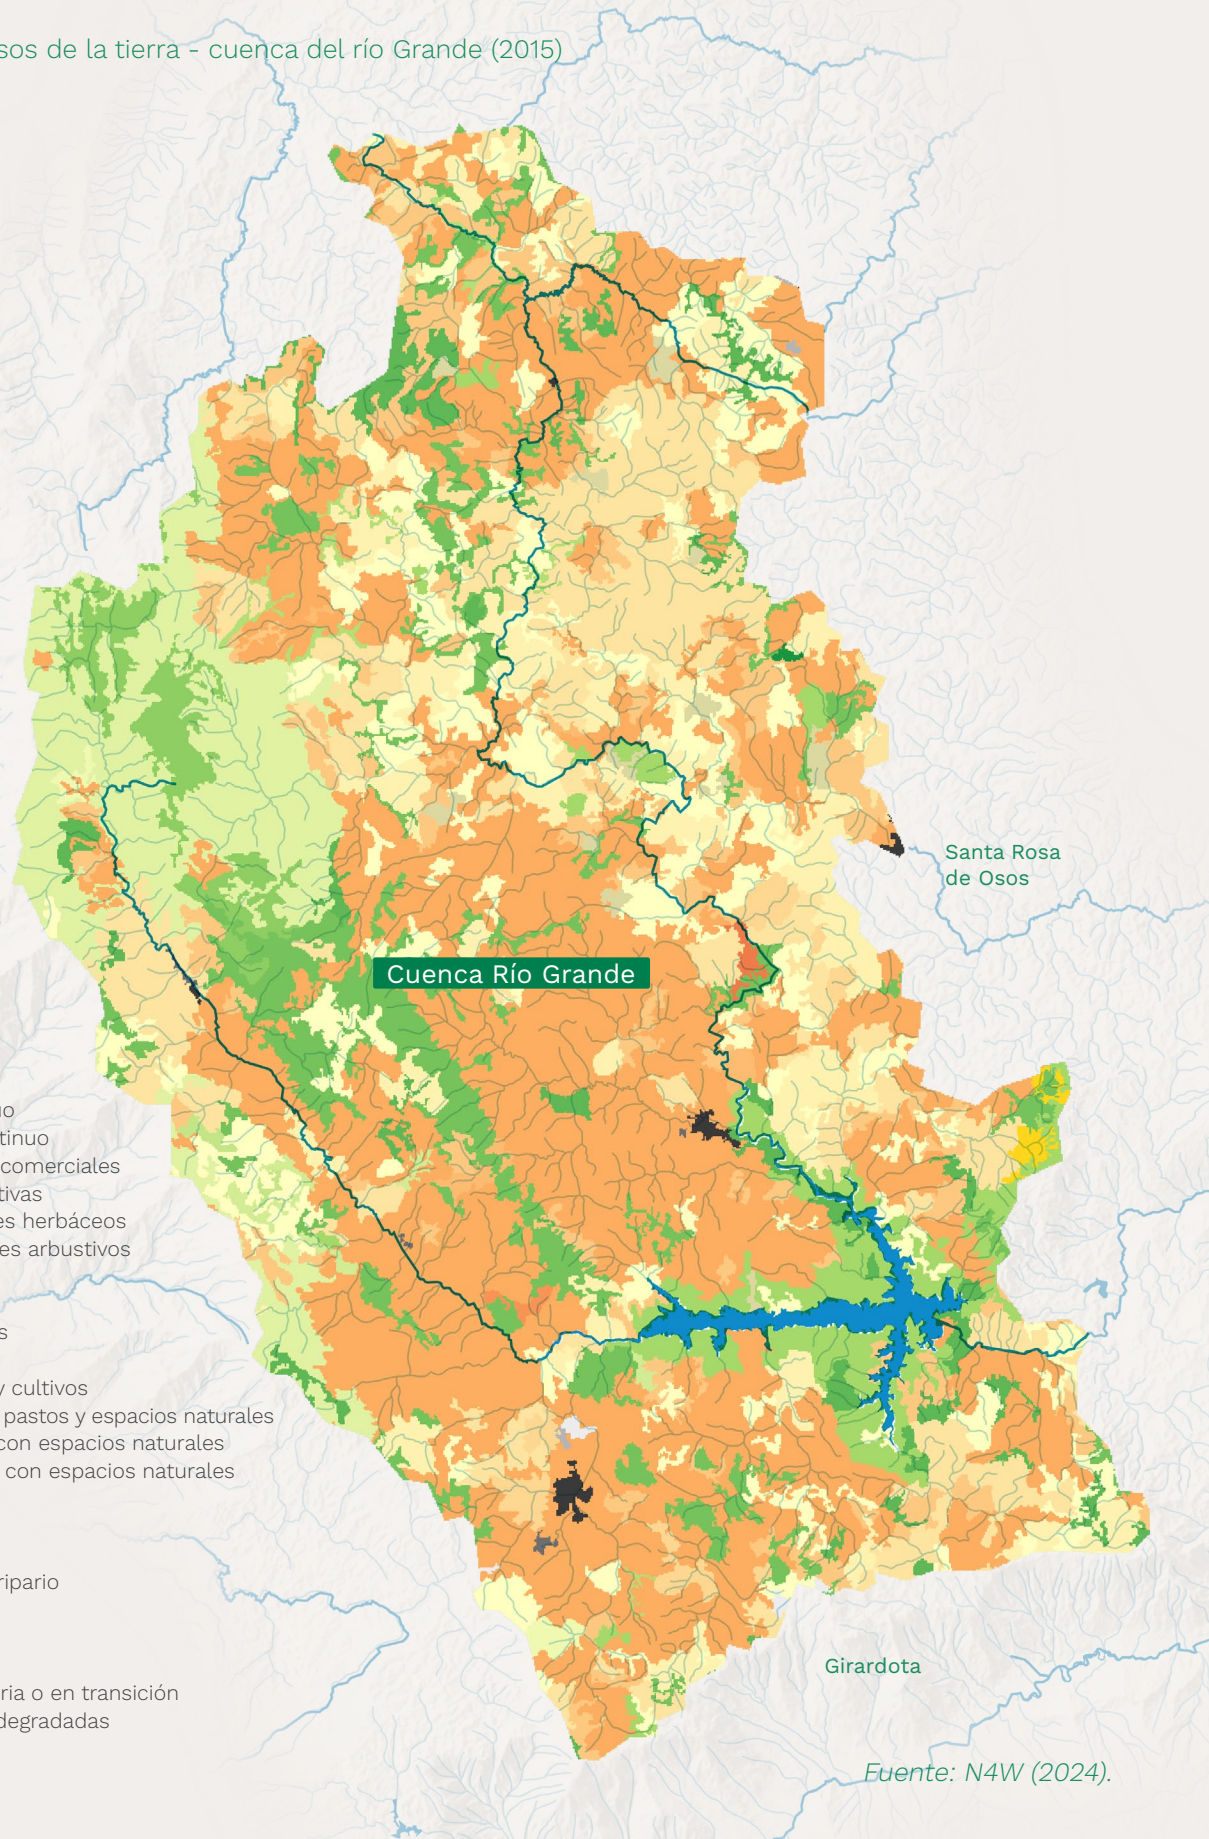 sos de la tierra - cuenca del río Grande (2015)
Santa Rosa
de Osos
Cuenca Río Grande
uo
tinuo
comerciales
tivas
es herbáceos
es arbustivos
s
y cultivos
pastos y espacios naturales
con espacios naturales
con espacios naturales
ripario
Girardota
ria o en transición
degradadas
Fuente: N4W (2024).